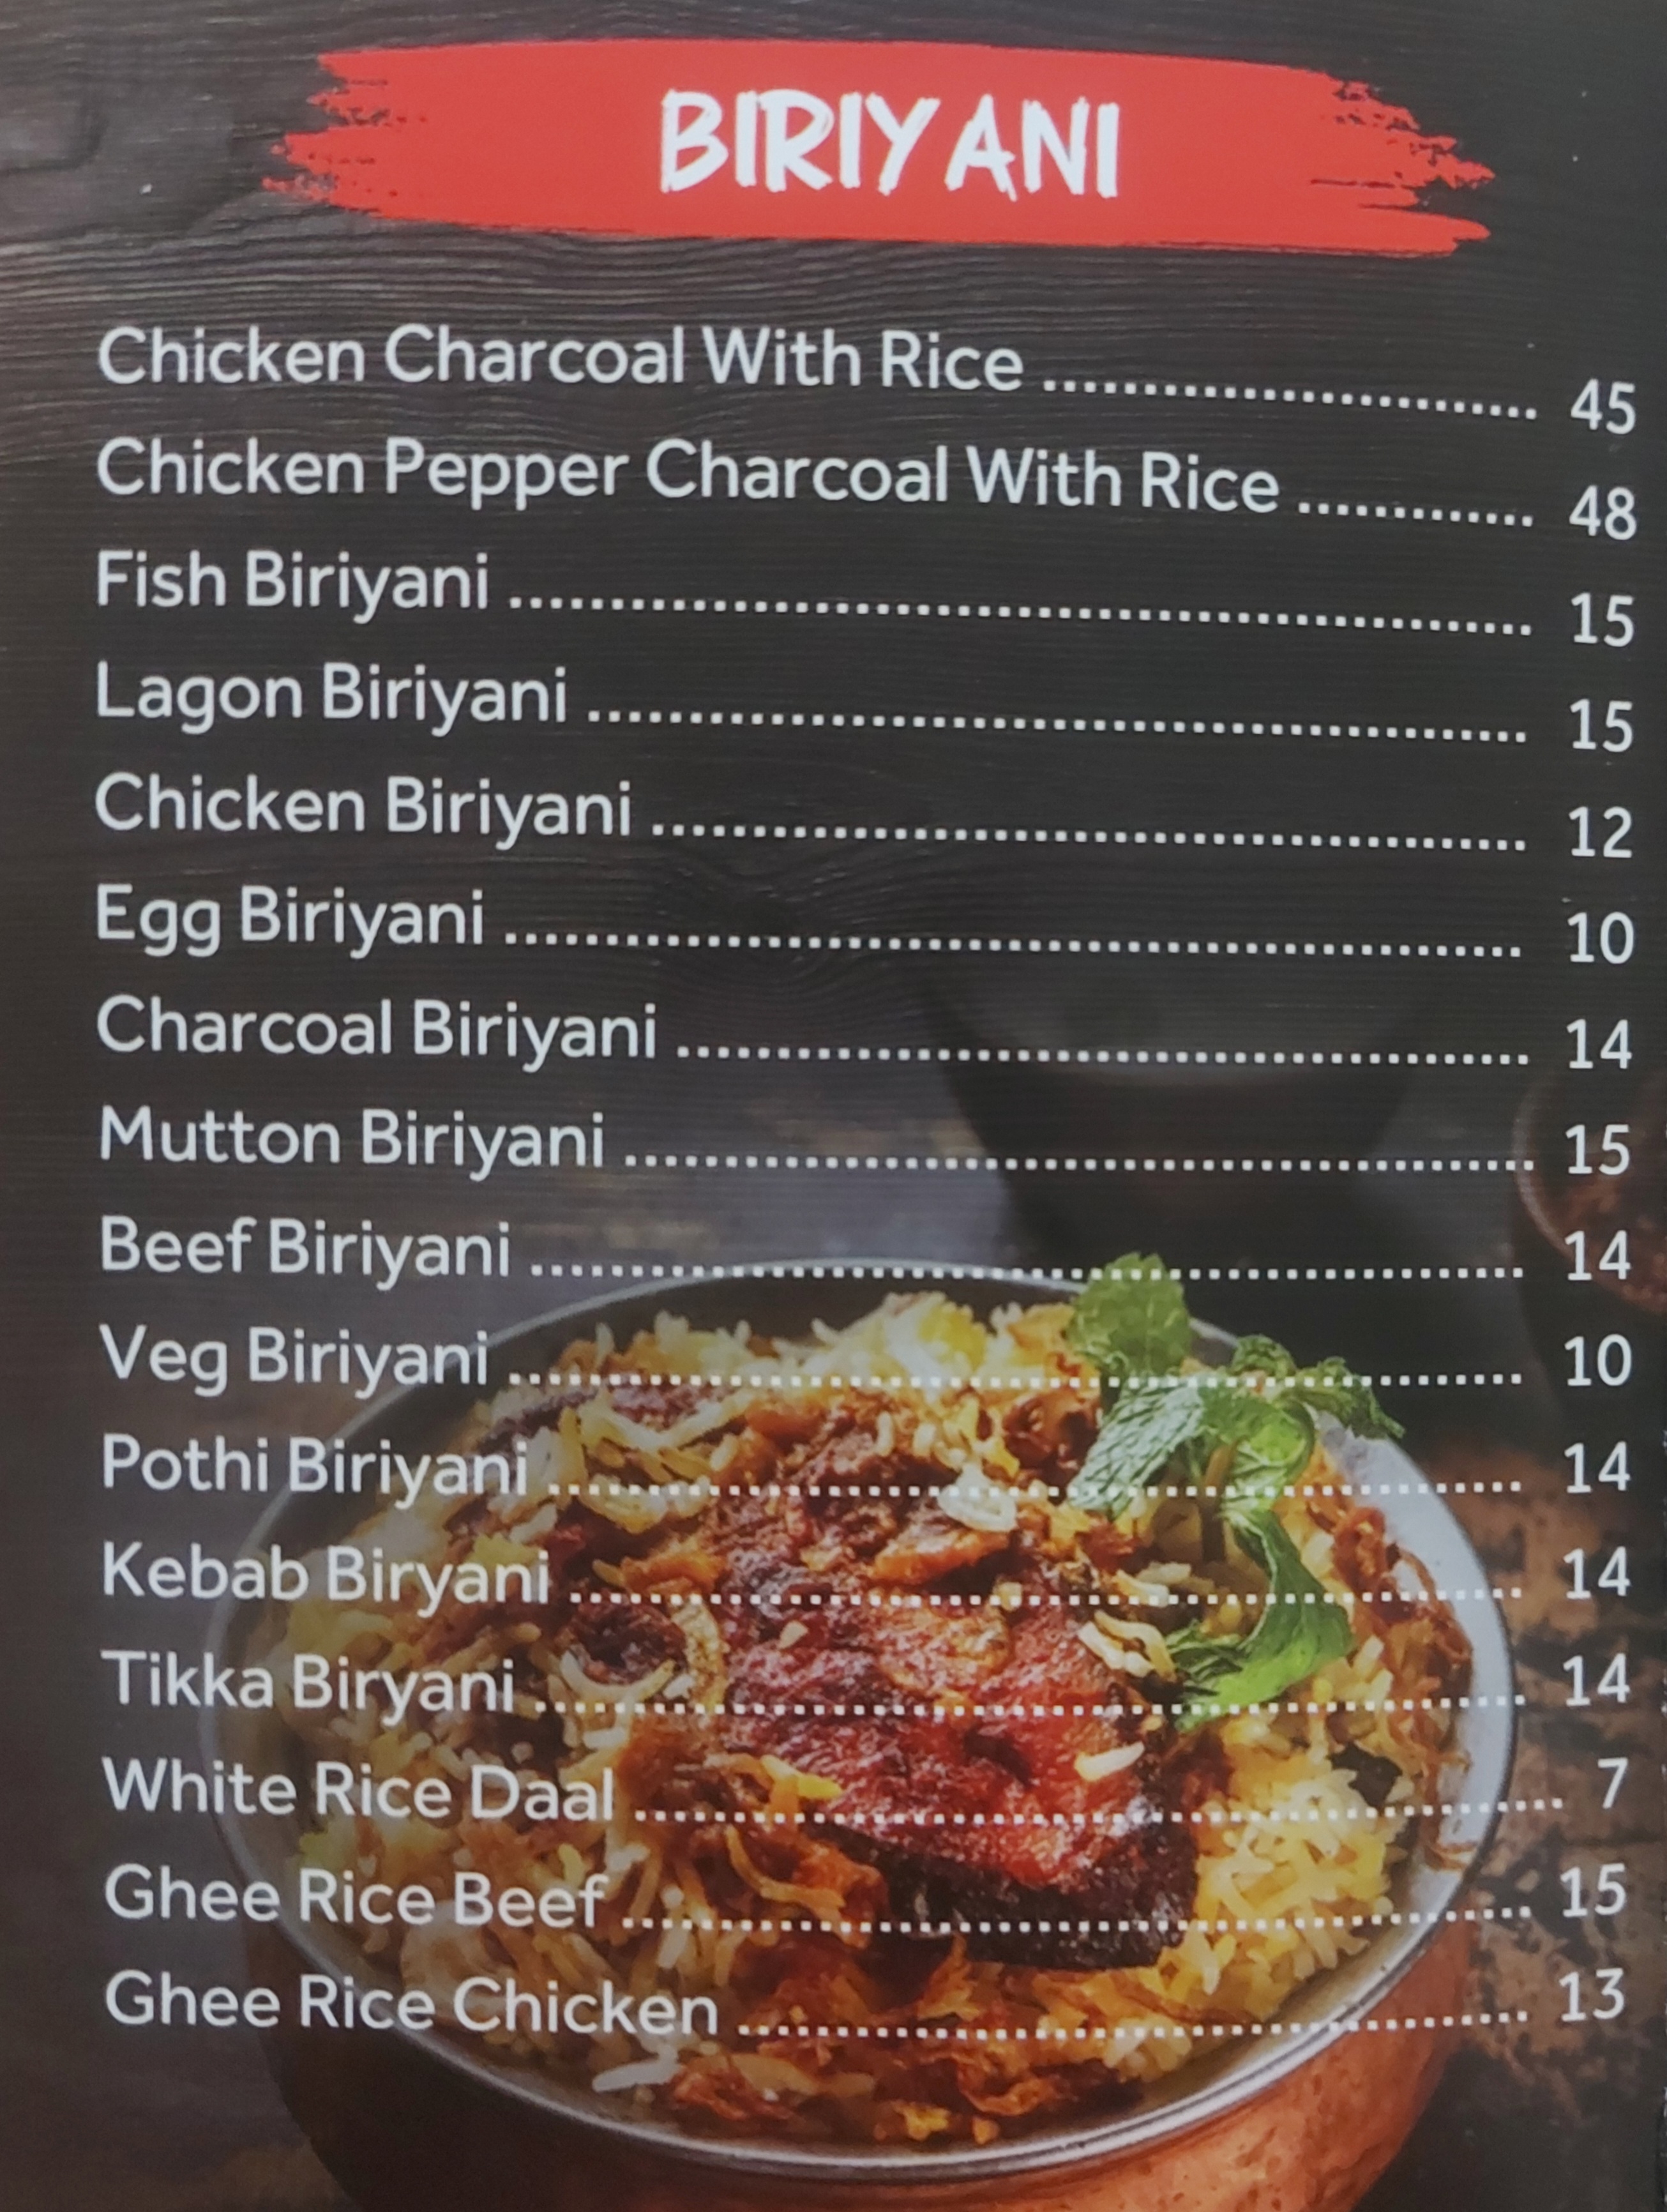 BIRIYANI
Chicken Charcoal With Rice 45
Chicken Pepper Charcoal With Rice 48
Fish Biriyani 15
Lagon Biriyani 15
Chicken Biriyani 12
Egg Biriyani 10
Charcoal Biriyani 14
Mutton Biriyani 15
Beef Biriyani 14
Veg Biriyani 10
Pothi Biriyani 14
Kebab Biryani 14
Tikka Biryani 14
White Rice Daal 7
Ghee Rice Beef 15
Ghee Rice Chicken 13